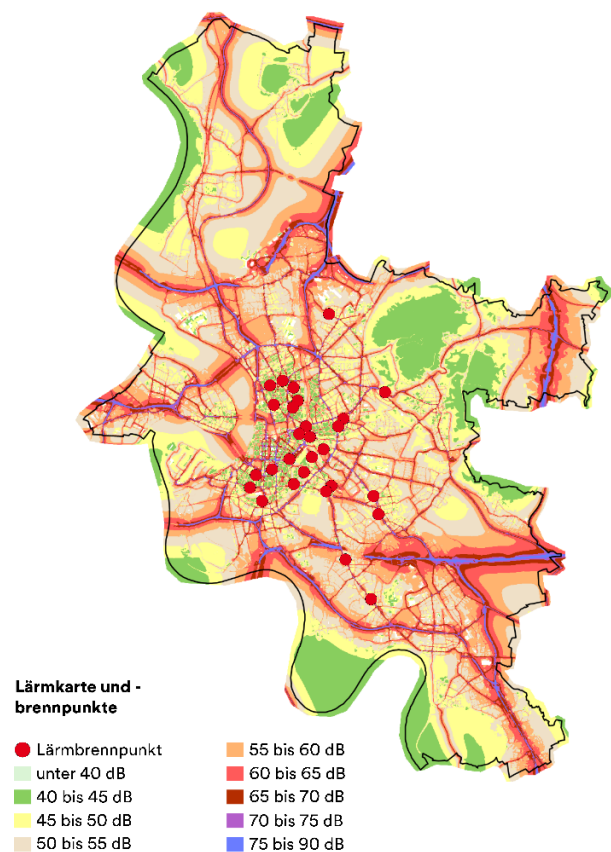 Lärmkarte und -
brennpunkte
Lärmbrennpunkt
unter 40 dB
40 bis 45 dB
45 bis 50 dB
50 bis 55 dB
55 bis 60 dB
60 bis 65 dB
65 bis 70 dB
70 bis 75 dB
75 bis 90 dB